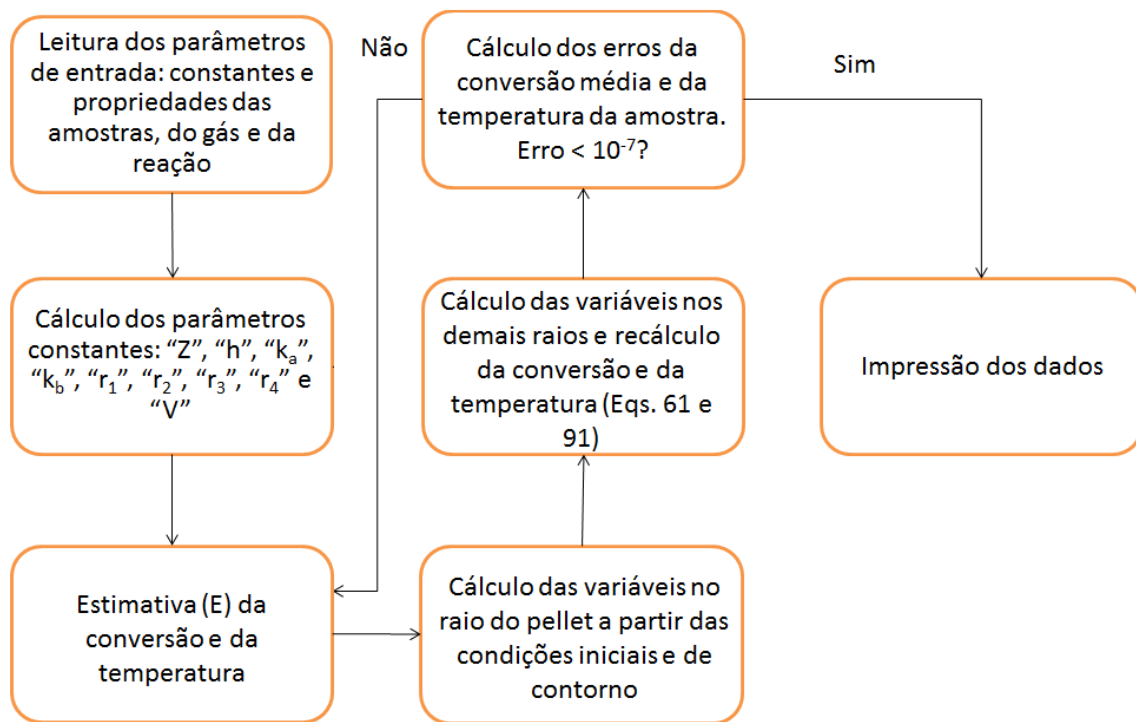 Leitura dos parâmetros
de entrada: constantes e
propriedades das
amostras, do gás e da
reação
Cálculo dos parâmetros
constantes: “Z”, “h”, “kₐ”,
“k_b”, “r₁”, “r₂”, “r₃”, “r₄” e
“V”
Estimativa (E) da
conversão e da
temperatura
Cálculo das variáveis no
raio do pellet a partir das
condições iniciais e de
contorno
Cálculo das variáveis nos
demais raios e recálculo
da conversão e da
temperatura (Eqs. 61 e
91)
Cálculo dos erros da
conversão média e da
temperatura da amostra.
Erro < 10⁻⁷?
Não
Sim
Impressão dos dados